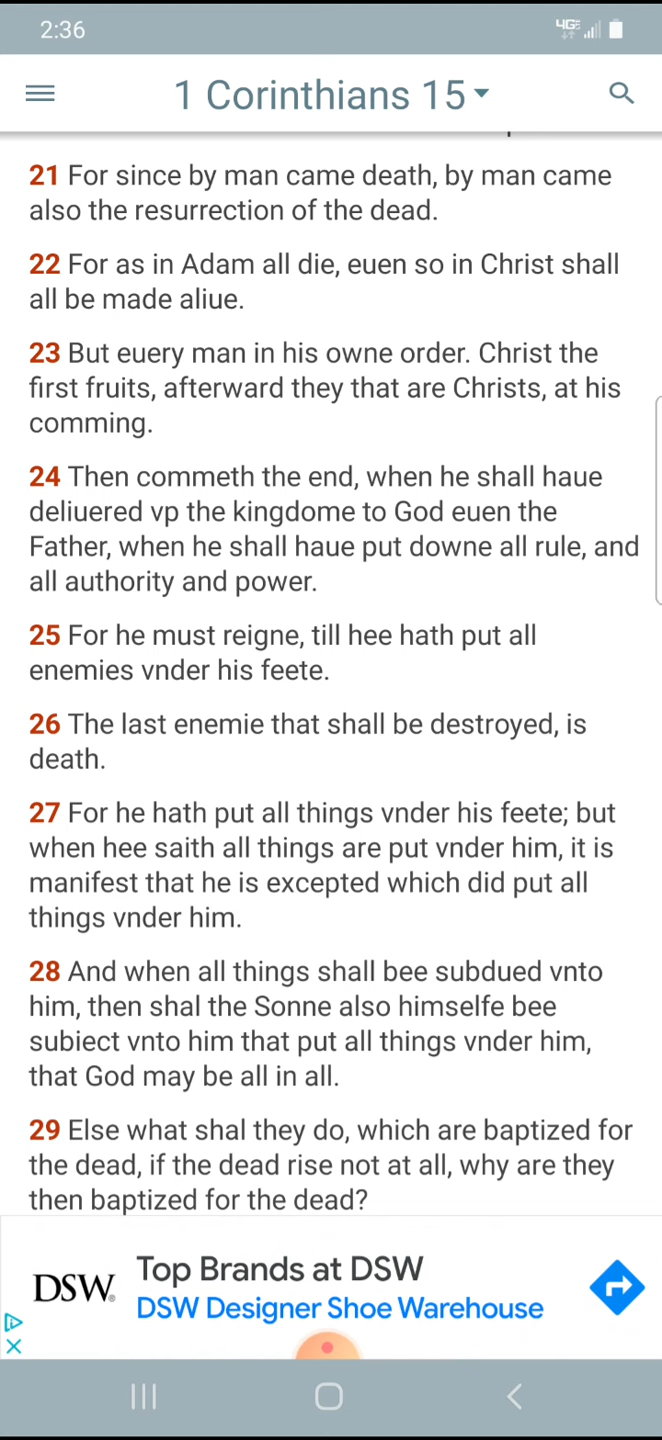 2:36
4GE
1 Corinthians 15
21 For since by man came death, by man came
also the resurrection of the dead.
22 For as in Adam all die, euen so in Christ shall
all be made aliue.
23 But euery man in his owne order. Christ the
first fruits, afterward they that are Christs, at his
comming.
24 Then commeth the end, when he shall haue
deliuered vp the kingdome to God euen the
Father, when he shall haue put downe all rule, and
all authority and power.
25 For he must reigne, till hee hath put all
enemies vnder his feete.
26 The last enemie that shall be destroyed, is
death.
27 For he hath put all things vnder his feete; but
when hee saith all things are put vnder him, it is
manifest that he is excepted which did put all
things vnder him.
28 And when all things shall bee subdued vnto
him, then shal the Sonne also himselfe bee
subiect vnto him that put all things vnder him,
that God may be all in all.
29 Else what shal they do, which are baptized for
the dead, if the dead rise not at all, why are they
then baptized for the dead?
DSW
Top Brands at DSW
DSW Designer Shoe Warehouse